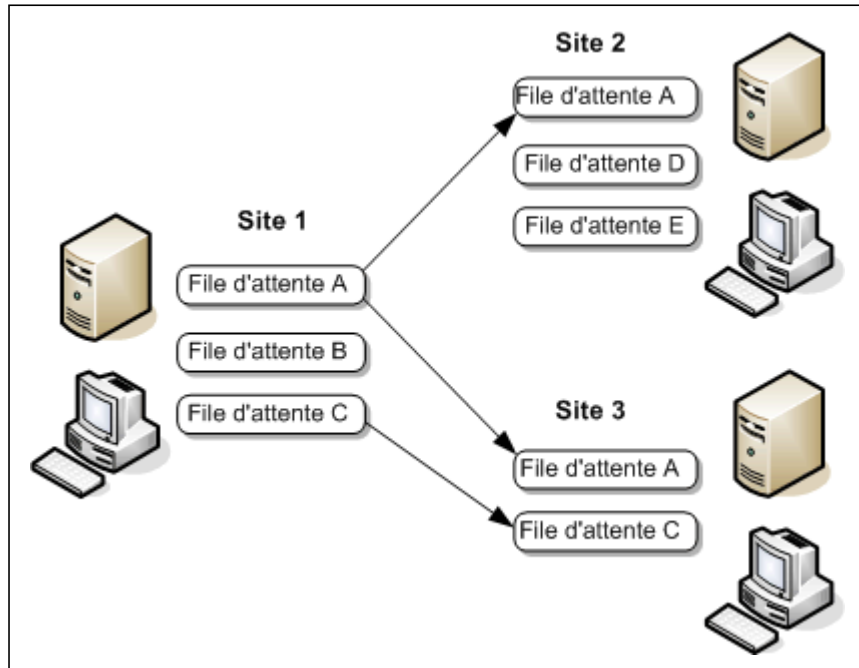 Site 1
File d'attente A
File d'attente B
File d'attente C
Site 2
File d'attente A
File d'attente D
File d'attente E
Site 3
File d'attente A
File d'attente C